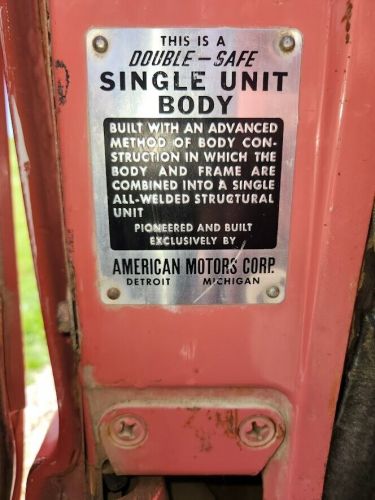 THIS IS A
DOUBLE-SAFE
SINGLE UNIT
BODY
BUILT WITH AN ADVANCED
METHOD OF BODY CON-
STRUCTION IN WHICH THE
BODY AND FRAME ARE
COMBINED INTO A SINGLE
ALL-WELDED STRUCTURAL
UNIT
PIONEERED AND BUILT
EXCLUSIVELY BY
AMERICAN MOTORS CORP.
DETROIT MICHIGAN